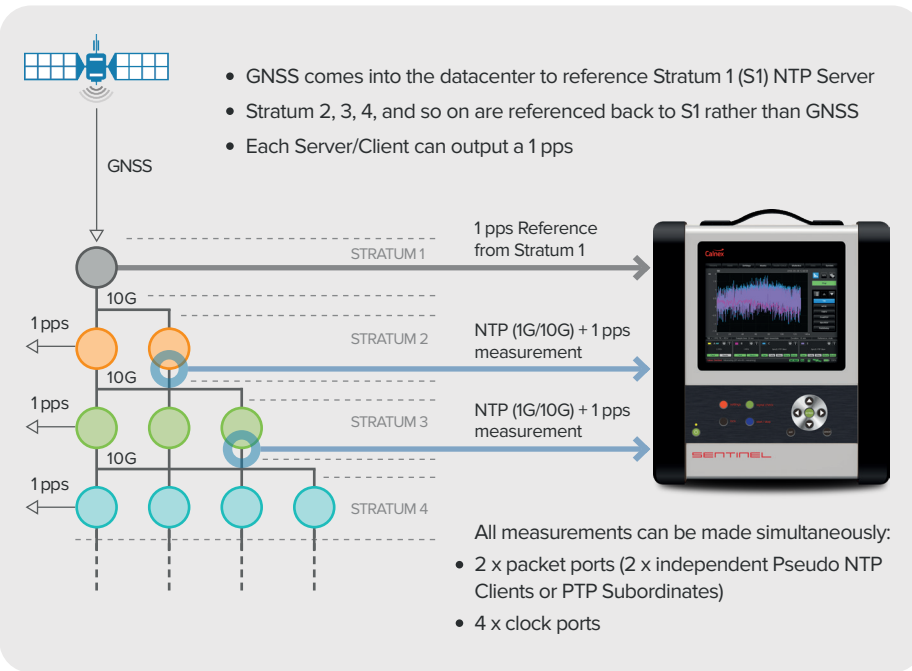 • GNSS comes into the datacenter to reference Stratum 1 (S1) NTP Server
• Stratum 2, 3, 4, and so on are referenced back to S1 rather than GNSS
• Each Server/Client can output a 1 pps
GNSS
1 pps Reference
from Stratum 1
STRATUM 1
Calnex
10G
1 pps
STRATUM 2
NTP (1G/10G) + 1 pps
measurement
10G
1 pps
STRATUM 3
NTP (1G/10G) + 1 pps
measurement
10G
1 pps
STRATUM 4
SENTINEL
All measurements can be made simultaneously:
• 2 x packet ports (2 x independent Pseudo NTP
Clients or PTP Subordinates)
• 4 x clock ports